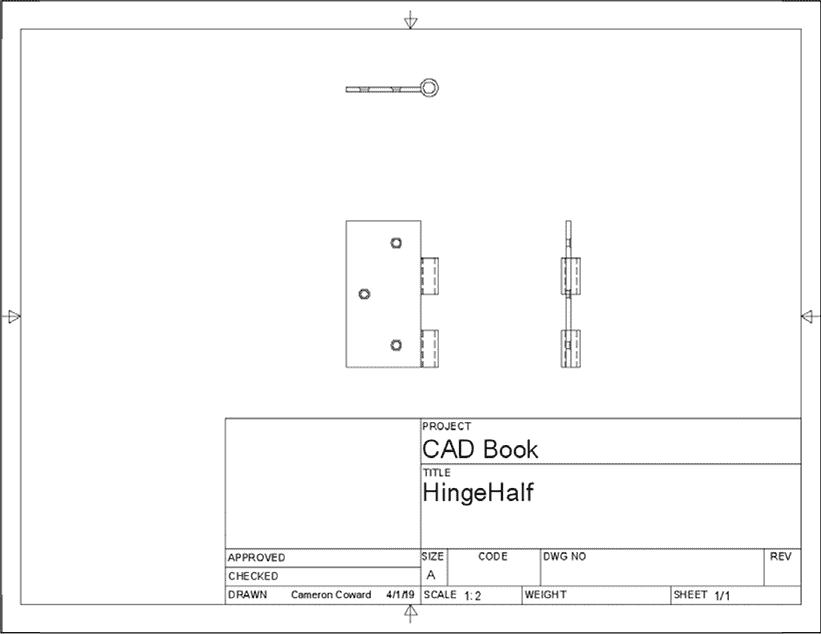 PROJECT
CAD Book
TITLE
HingeHalf
APPROVED
SIZE CODE DWG NO REV
CHECKED
A
DRAWN Cameron Coward 4/1/19 SCALE 1:2 WEIGHT SHEET 1/1